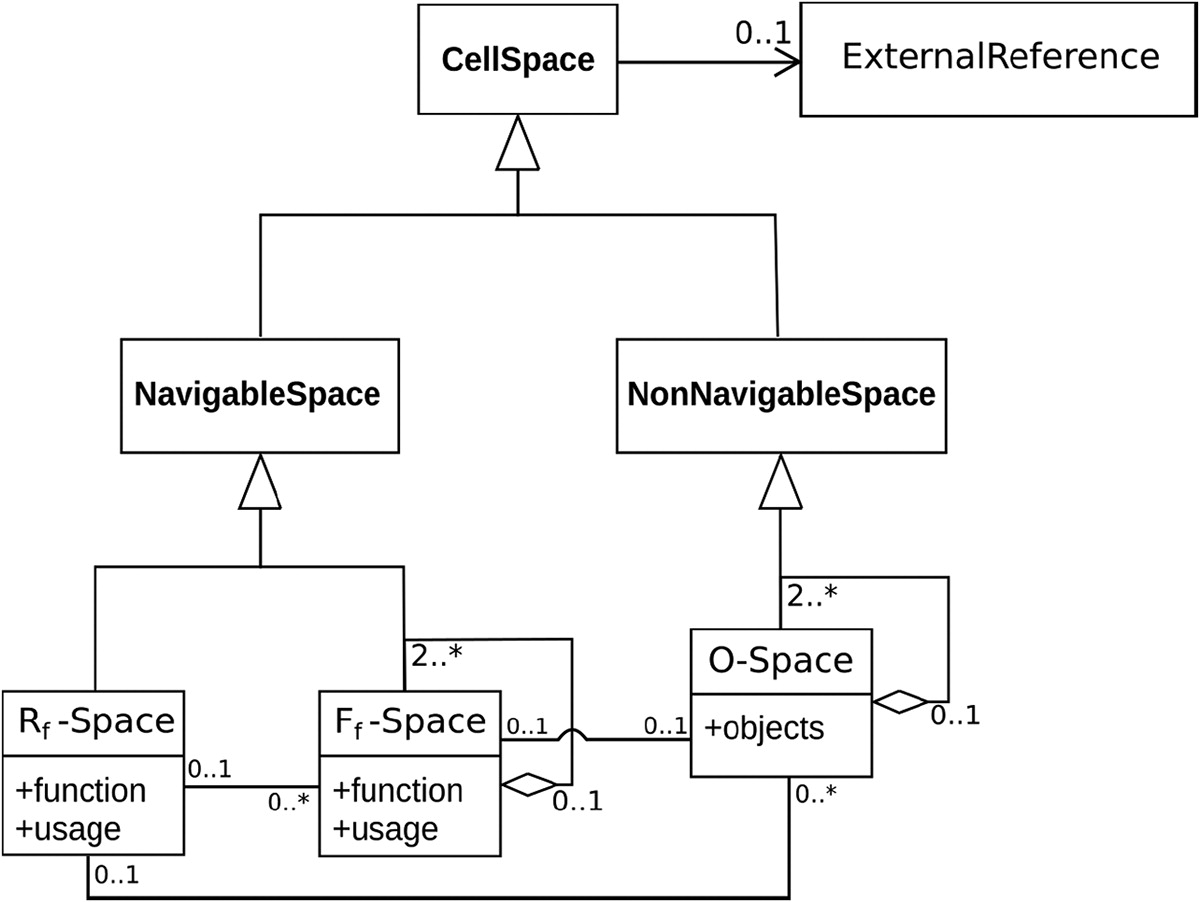 CellSpace
0..1
ExternalReference
NavigableSpace
NonNavigableSpace
2..*
O-Space
+objects
0..1
2..*
Rf-Space
+function
+usage
Ff-Space
+function
+usage
0..1
0..1
0..1
0..*
0..1
0..*
0..1